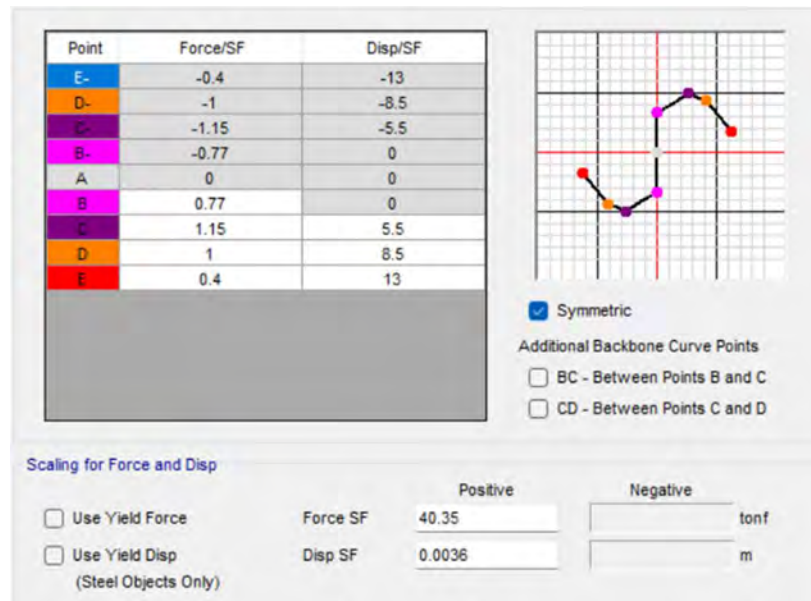 Point Force/SF Disp/SF
E- -0.4 -13
D- -1 -8.5
C- -1.15 -5.5
B- -0.77 0
A 0 0
B 0.77 0
C 1.15 5.5
D 1 8.5
E 0.4 13
Symmetric
Additional Backbone Curve Points
BC - Between Points B and C
CD - Between Points C and D
Scaling for Force and Disp
Positive Negative
Use Yield Force Force SF 40.35 tonf
Use Yield Disp Disp SF 0.0036 m
(Steel Objects Only)